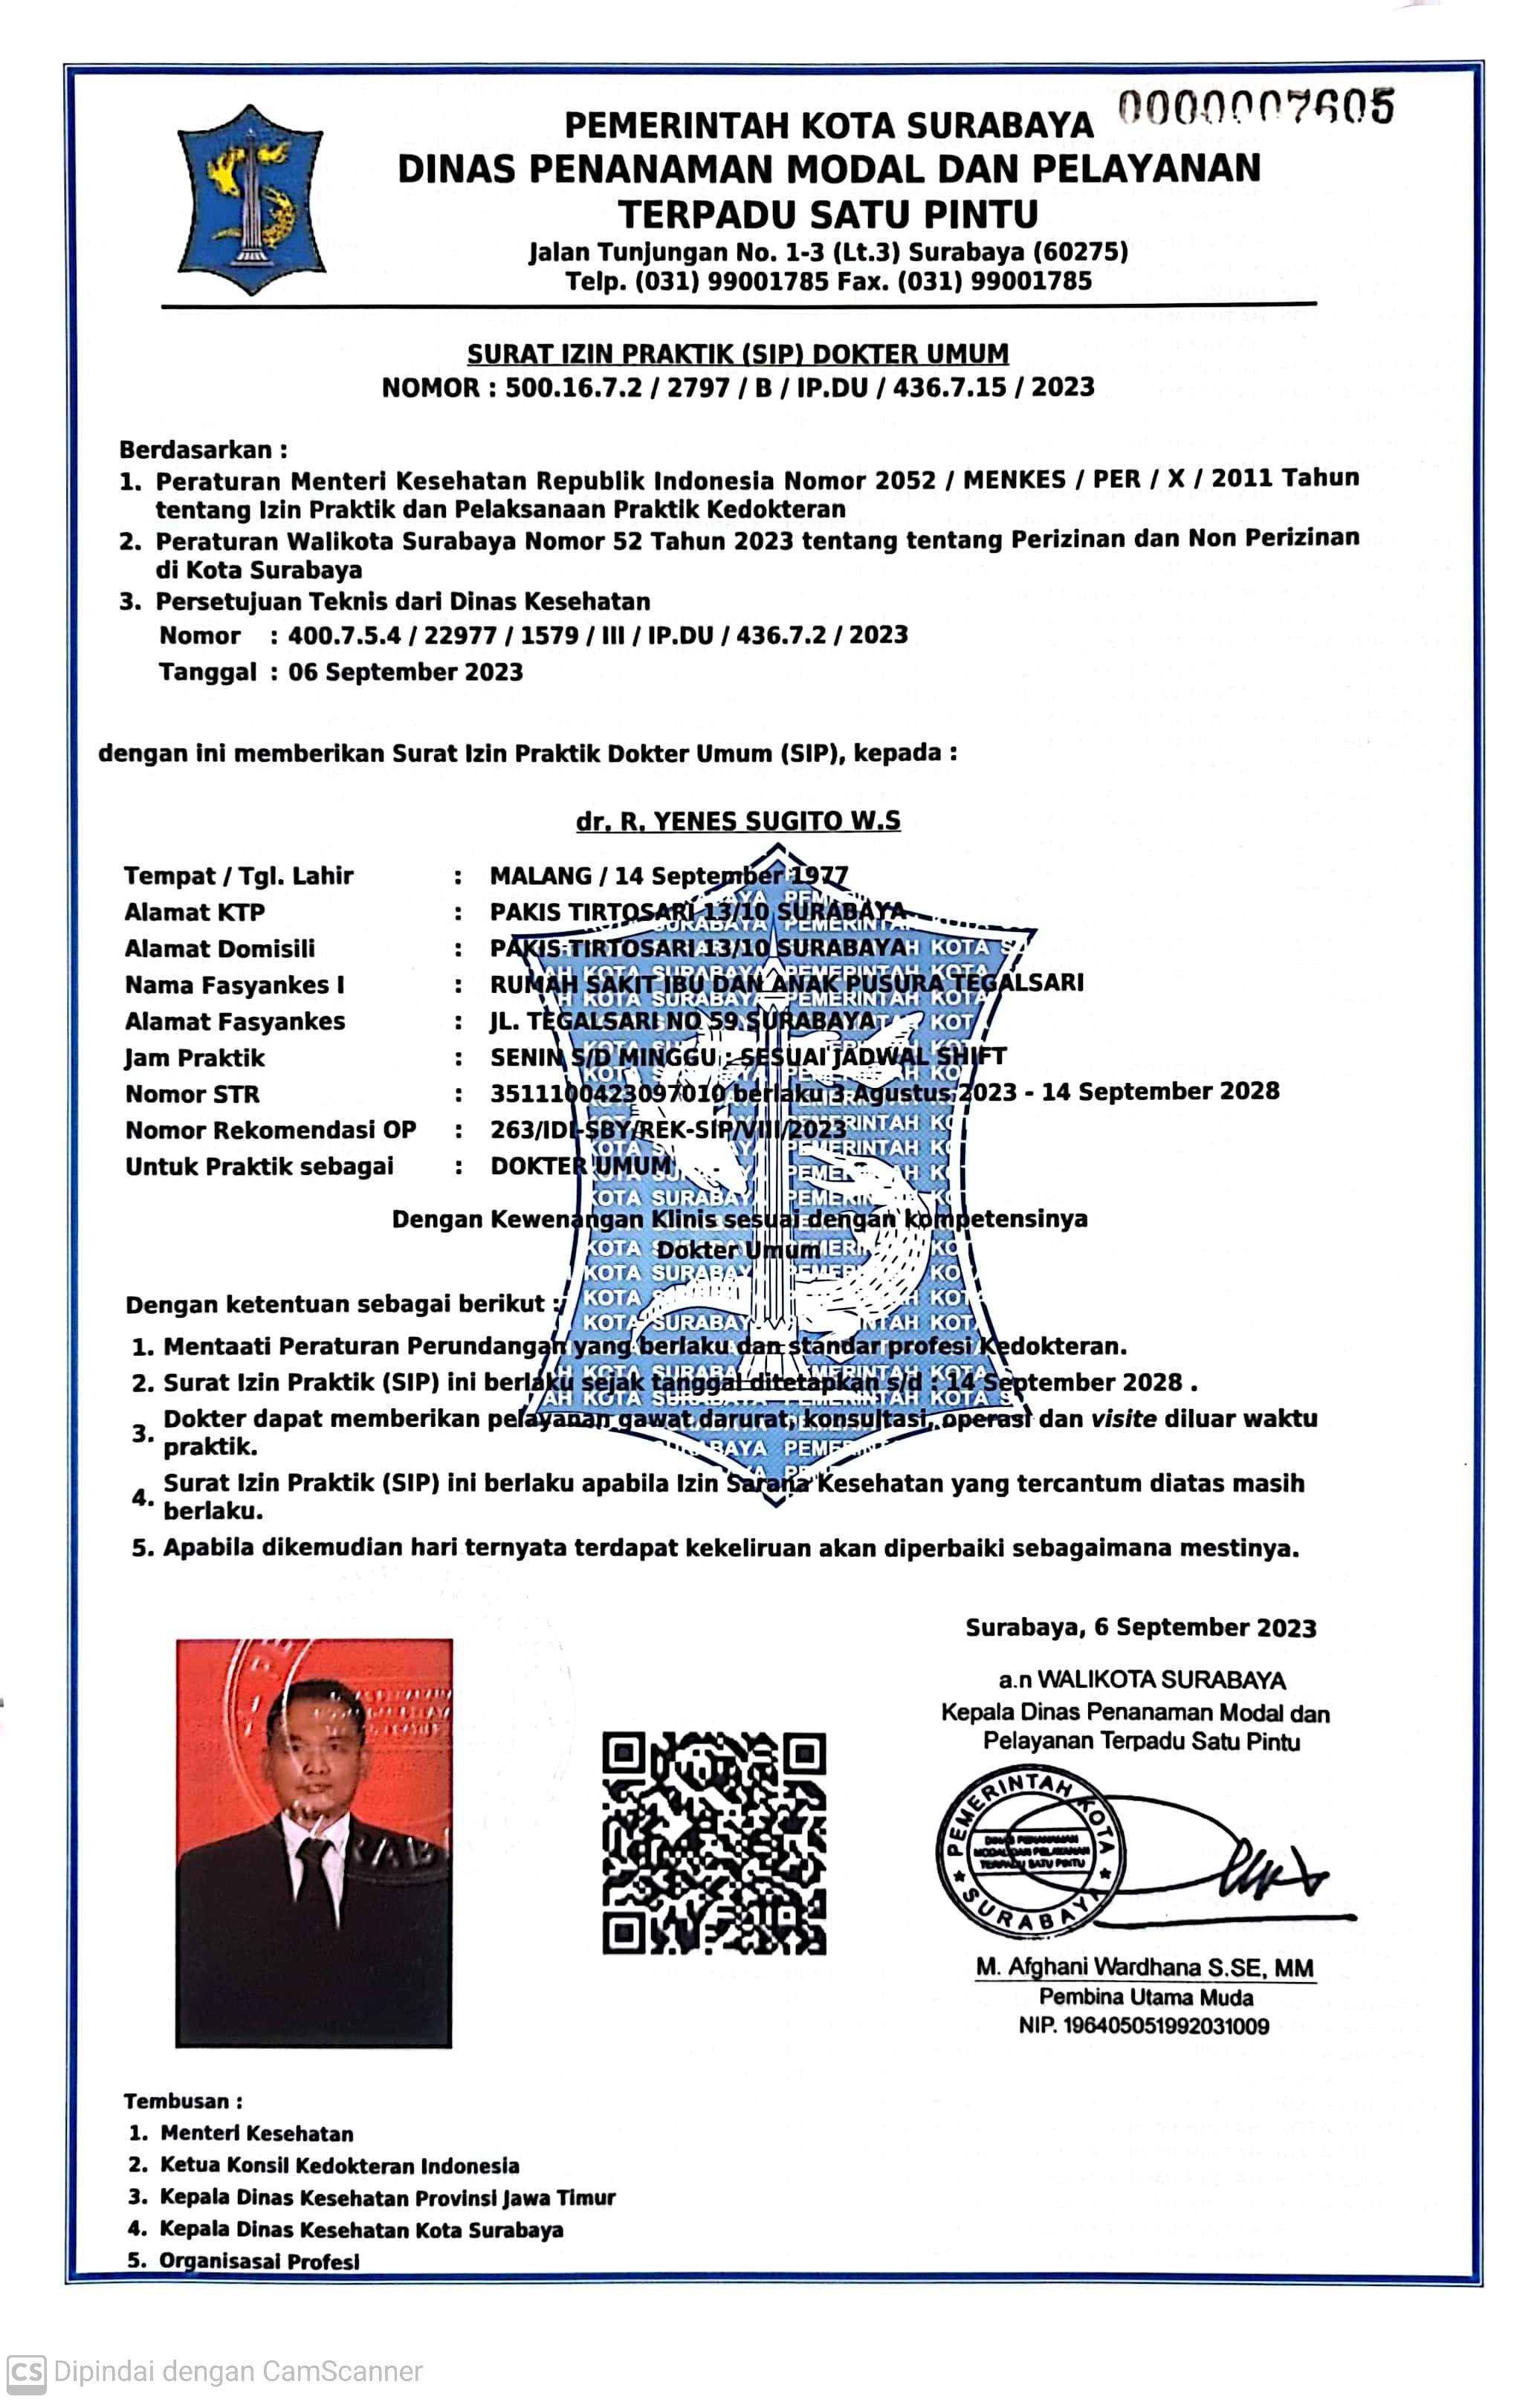 0000007605
PEMERINTAH KOTA SURABAYA
DINAS PENANAMAN MODAL DAN PELAYANAN
TERPADU SATU PINTU
Jalan Tunjungan No. 1-3 (Lt.3) Surabaya (60275)
Telp. (031) 99001785 Fax. (031) 99001785
SURAT IZIN PRAKTIK (SIP) DOKTER UMUM
NOMOR : 500.16.7.2 / 2797 / B / IP.DU / 436.7.15 / 2023
Berdasarkan :
1. Peraturan Menteri Kesehatan Republik Indonesia Nomor 2052 / MENKES / PER / X / 2011 Tahun
tentang Izin Praktik dan Pelaksanaan Praktik Kedokteran
2. Peraturan Walikota Surabaya Nomor 52 Tahun 2023 tentang tentang Perizinan dan Non Perizinan
di Kota Surabaya
3. Persetujuan Teknis dari Dinas Kesehatan
Nomor : 400.7.5.4 / 22977 / 1579 / III / IP.DU / 436.7.2 / 2023
Tanggal : 06 September 2023
dengan ini memberikan Surat Izin Praktik Dokter Umum (SIP), kepada :
dr. R. YENES SUGITO W.S
Tempat / Tgl. Lahir : MALANG / 14 September 1977
Alamat KTP : PAKIS TIRTOSARI 13/10 SURABAYA
Alamat Domisili : PAKIS TIRTOSARI 13/10 SURABAYA
Nama Fasyankes I : RUMAH SAKIT IBU DAN ANAK PUSURA TEGALSARI
Alamat Fasyankes : JL. TEGALSARI NO 59 SURABAYA
Jam Praktik : SENIN S/D MINGGU : SESUAI JADWAL SHIFT
Nomor STR : 3511100423097010 berlaku 3 Agustus 2023 - 14 September 2028
Nomor Rekomendasi OP : 263/IDI-SBY/REK-SIP/VIII/2023
Untuk Praktik sebagai : DOKTER UMUM
Dengan Kewenangan Klinis sesuai dengan kompetensinya
Dokter Umum
Dengan ketentuan sebagai berikut :
1. Mentaati Peraturan Perundangan yang berlaku dan standar profesi Kedokteran.
2. Surat Izin Praktik (SIP) ini berlaku sejak tanggal ditetapkan s/d : 14 September 2028 .
3. Dokter dapat memberikan pelayanan gawat darurat, konsultasi, operasi dan visite diluar waktu
praktik.
4. Surat Izin Praktik (SIP) ini berlaku apabila Izin Sarana Kesehatan yang tercantum diatas masih
berlaku.
5. Apabila dikemudian hari ternyata terdapat kekeliruan akan diperbaiki sebagaimana mestinya.
Surabaya, 6 September 2023
a.n WALIKOTA SURABAYA
Kepala Dinas Penanaman Modal dan
Pelayanan Terpadu Satu Pintu
PEMERINTAH KOTA
DINAS PENANAMAN
MODAL DAN PELAYANAN
TERPADU SATU PINTU
SURABAYA
M. Afghani Wardhana S.SE, MM
Pembina Utama Muda
NIP. 196405051992031009
Tembusan :
1. Menteri Kesehatan
2. Ketua Konsil Kedokteran Indonesia
3. Kepala Dinas Kesehatan Provinsi Jawa Timur
4. Kepala Dinas Kesehatan Kota Surabaya
5. Organisasai Profesi
CS Dipindai dengan CamScanner